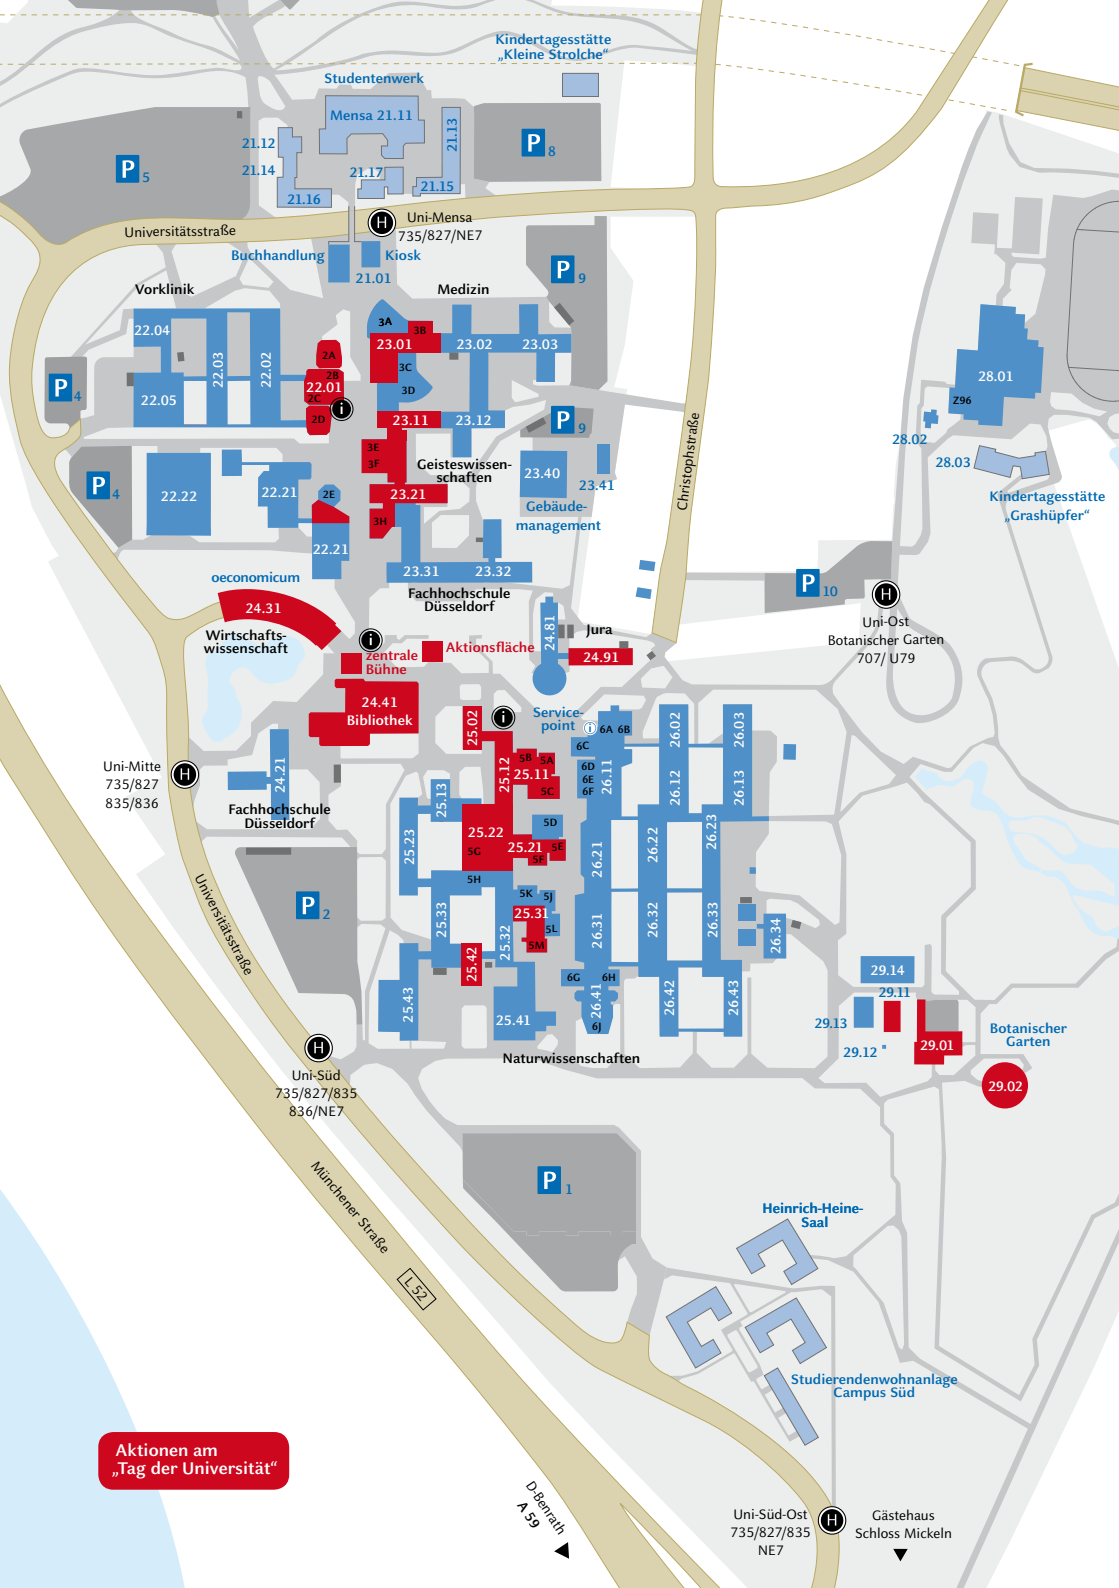 Kindertagesstätte
„Kleine Strolche“
Studentenwerk
Mensa 21.11
21.13
21.12
21.14
21.17
21.15
21.16
P 5
P 8
H
Uni-Mensa
735/827/NE7
Universitätsstraße
Buchhandlung
Kiosk
21.01
P 9
Vorklinik
Medizin
22.04
22.03
22.02
22.05
2A
2B
22.01
2C
2D
i
3A
3B
23.01
23.02
23.03
3C
3D
23.11
23.12
P 4
P 9
P 4
22.22
22.21
2E
22.21
3E
3F
Geisteswissen-
schaften
23.21
3H
23.40
23.41
Gebäude-
management
Christophstraße
28.01
Z96
28.02
28.03
Kindertagesstätte
„Grashüpfer“
23.31
23.32
Fachhochschule
Düsseldorf
oeconomicum
24.31
Wirtschafts-
wissenschaft
P 10
H
Uni-Ost
Botanischer Garten
707/ U79
24.81
Jura
24.91
i
zentrale
Bühne
Aktionsfläche
24.41
Bibliothek
25.02
i
Service-
point
i
6A
6B
6C
26.02
26.03
Uni-Mitte
735/827
835/836
H
24.21
Fachhochschule
Düsseldorf
25.12
5B
5A
25.11
5C
6D
6E
6F
26.11
26.12
26.13
25.13
25.23
25.22
5G
5D
25.21
5E
5F
26.21
26.22
26.23
5H
25.33
25.32
5K
5J
25.31
5L
5M
26.31
26.32
26.33
26.34
P 2
Universitätsstraße
25.42
25.43
25.41
6G
6H
26.41
6J
26.42
26.43
29.14
29.11
29.13
29.12
29.01
Botanischer
Garten
29.02
Naturwissenschaften
H
Uni-Süd
735/827/835
836/NE7
P 1
Münchener Straße
L 52
Heinrich-Heine-
Saal
Studierendenwohnanlage
Campus Süd
Aktionen am
„Tag der Universität“
D-Benrath
A 59
Uni-Süd-Ost
735/827/835
NE7
H
Gästehaus
Schloss Mickeln